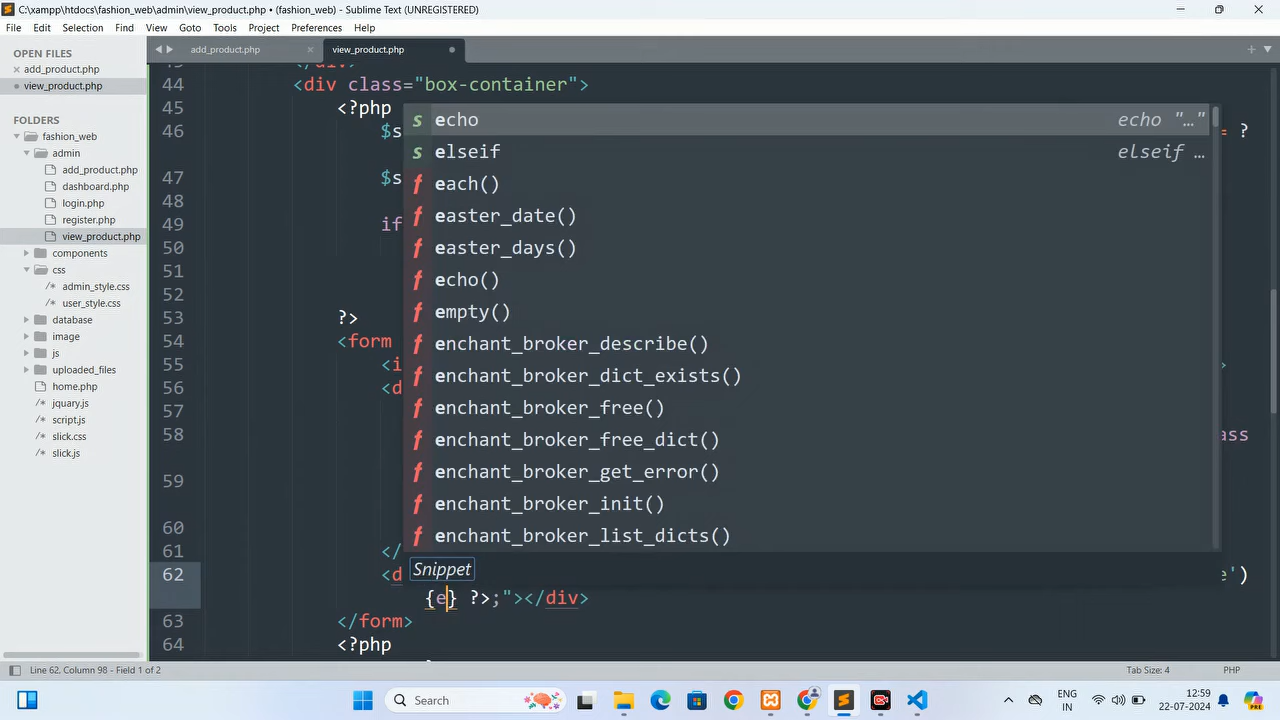 C:\xampp\htdocs\fashion_web\admin\view_product.php • (fashion_web) - Sublime Text (UNREGISTERED)
File Edit Selection Find View Goto Tools Project Preferences Help
OPEN FILES
add_product.php
view_product.php
FOLDERS
fashion_web
admin
add_product.php
dashboard.php
login.php
register.php
view_product.php
components
css
admin_style.css
user_style.css
database
image
js
uploaded_files
home.php
jquary.js
script.js
slick.css
slick.js
add_product.php view_product.php
44 <div class="box-container">
45 <?php
46 $s = ?
47 $s
48
49 if
50
51
52
53 ?>
54 <form
55 <i >
56 <d
57
58 ass
59
60
61 </
62 <d e')
{e} ?>;"></div>
63 </form>
64 <?php
echo echo "…"
elseif elseif …
each()
easter_date()
easter_days()
echo()
empty()
enchant_broker_describe()
enchant_broker_dict_exists()
enchant_broker_free()
enchant_broker_free_dict()
enchant_broker_get_error()
enchant_broker_init()
enchant_broker_list_dicts()
Snippet
Line 62, Column 98 - Field 1 of 2 Tab Size: 4 PHP
Search
ENG
IN
12:59
22-07-2024